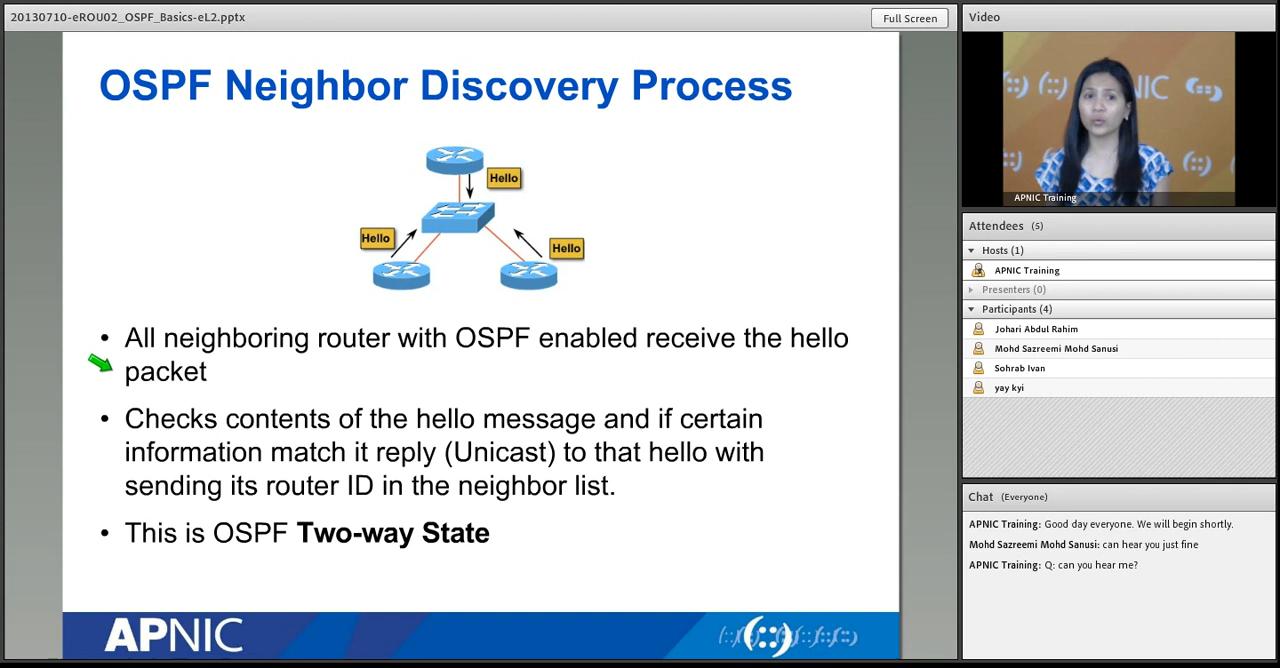 20130710-eROU02_OSPF_Basics-eL2.pptx
Full Screen
OSPF Neighbor Discovery Process
Hello
Hello
Hello
• All neighboring router with OSPF enabled receive the hello
packet
• Checks contents of the hello message and if certain
information match it reply (Unicast) to that hello with
sending its router ID in the neighbor list.
• This is OSPF Two-way State
APNIC
(::)
Video
NIC
APNIC Training
Attendees (5)
Hosts (1)
APNIC Training
Presenters (0)
Participants (4)
Johari Abdul Rahim
Mohd Sazreemi Mohd Sanusi
Sohrab Ivan
yay kyi
Chat (Everyone)
APNIC Training: Good day everyone. We will begin shortly.
Mohd Sazreemi Mohd Sanusi: can hear you just fine
APNIC Training: Q: can you hear me?